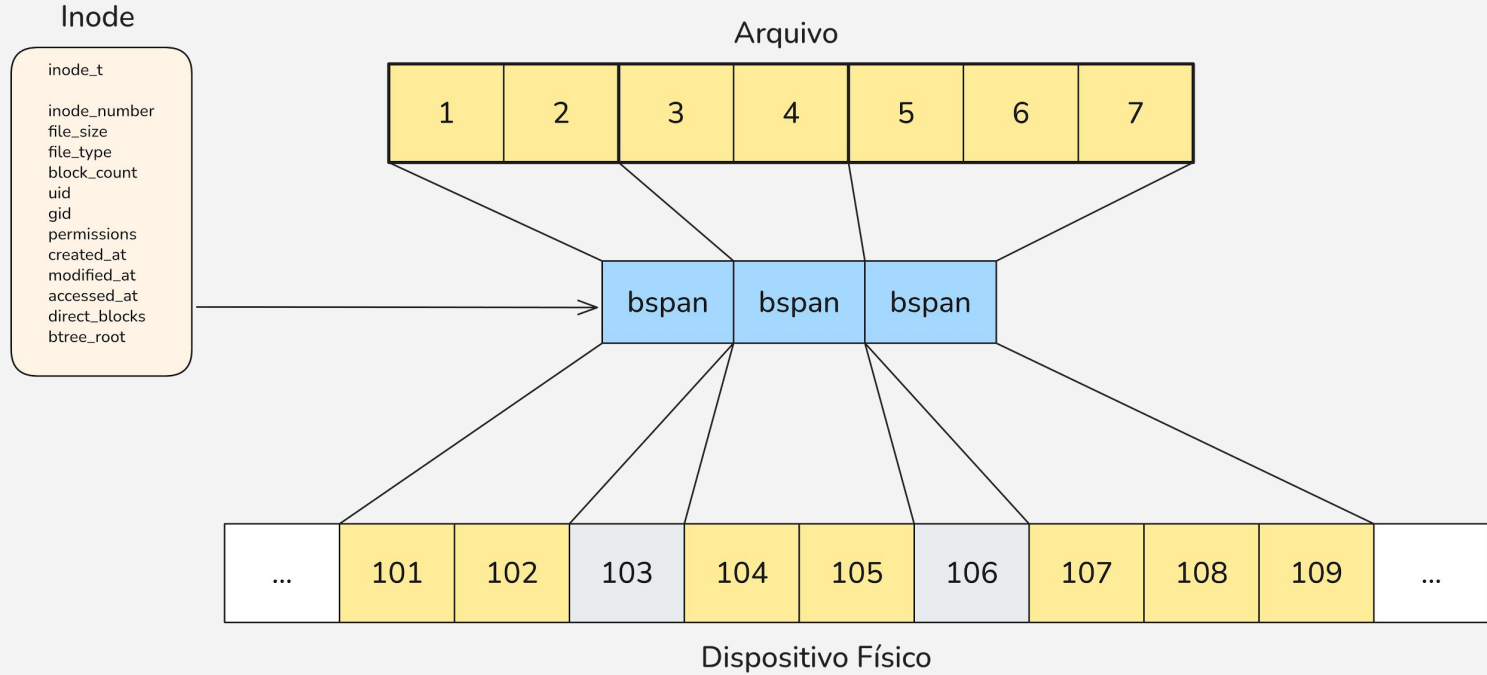 Inode
inode_t
inode_number
file_size
file_type
block_count
uid
gid
permissions
created_at
modified_at
accessed_at
direct_blocks
btree_root
Arquivo
1 2 3 4 5 6 7
bspan bspan bspan
... 101 102 103 104 105 106 107 108 109 ...
Dispositivo Físico